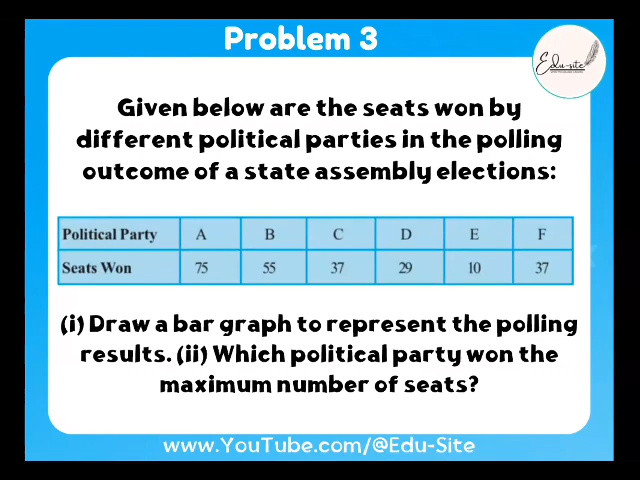 Problem 3
Edu-site
Given below are the seats won by
different political parties in the polling
outcome of a state assembly elections:
Political Party A B C D E F
Seats Won 75 55 37 29 10 37
(i) Draw a bar graph to represent the polling
results. (ii) Which political party won the
maximum number of seats?
www.YouTube.com/@Edu-Site